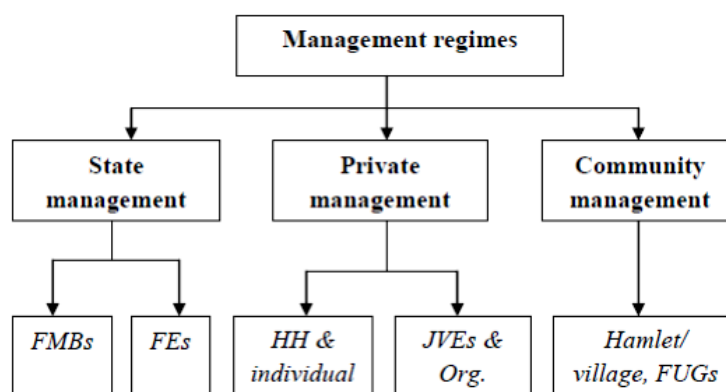 Management regimes
State
management
Private
management
Community
management
FMBs
FEs
HH &
individual
JVEs &
Org.
Hamlet/
village, FUGs